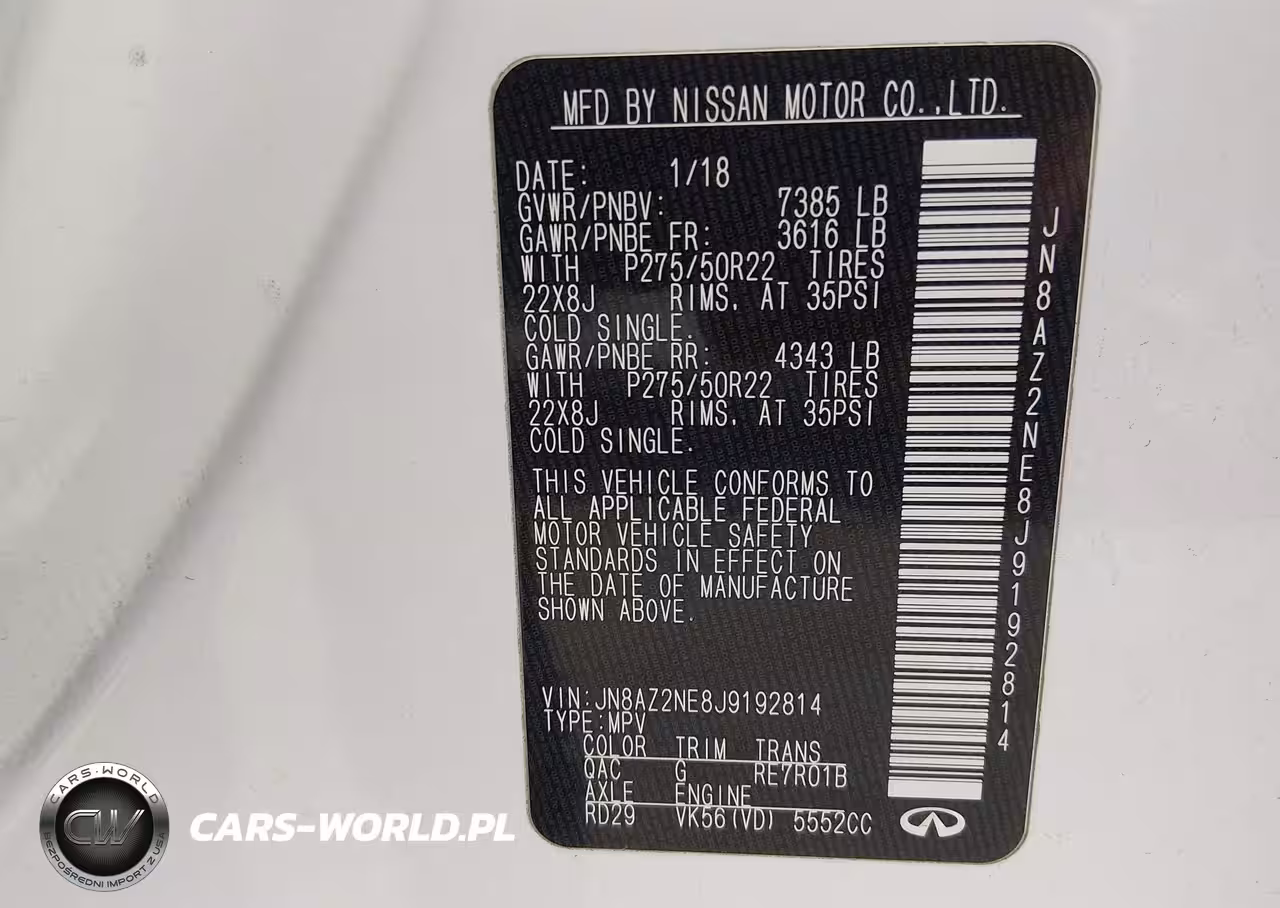 MFD BY NISSAN MOTOR CO.,LTD.
DATE: 1/18
GVWR/PNBV: 7385 LB
GAWR/PNBE FR: 3616 LB
WITH P275/50R22 TIRES
22X8J RIMS. AT 35PSI
COLD SINGLE.
GAWR/PNBE RR: 4343 LB
WITH P275/50R22 TIRES
22X8J RIMS. AT 35PSI
COLD SINGLE.
THIS VEHICLE CONFORMS TO
ALL APPLICABLE FEDERAL
MOTOR VEHICLE SAFETY
STANDARDS IN EFFECT ON
THE DATE OF MANUFACTURE
SHOWN ABOVE.
VIN:JN8AZ2NE8J9192814
TYPE:MPV
COLOR TRIM TRANS
QAC G RE7R01B
AXLE ENGINE
RD29 VK56(VD) 5552CC
JN8AZ2NE8J9192814
CARS-WORLD
CW
BEZPOŚREDNI IMPORT Z USA
CARS-WORLD.PL